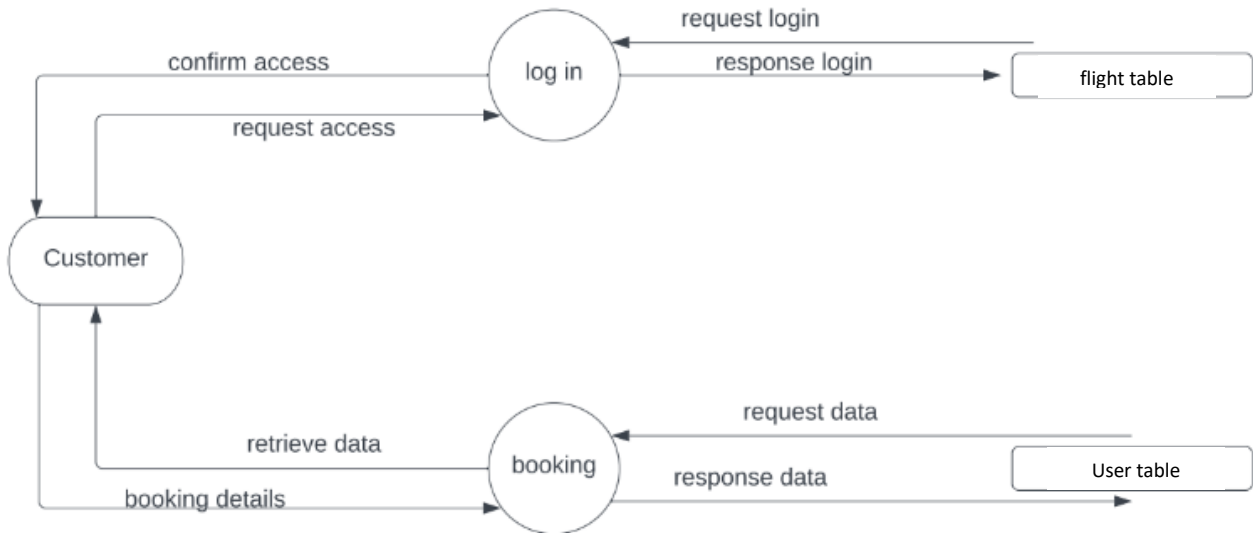 request login
confirm access
log in
response login
flight table
request access
Customer
request data
retrieve data
booking
User table
response data
booking details